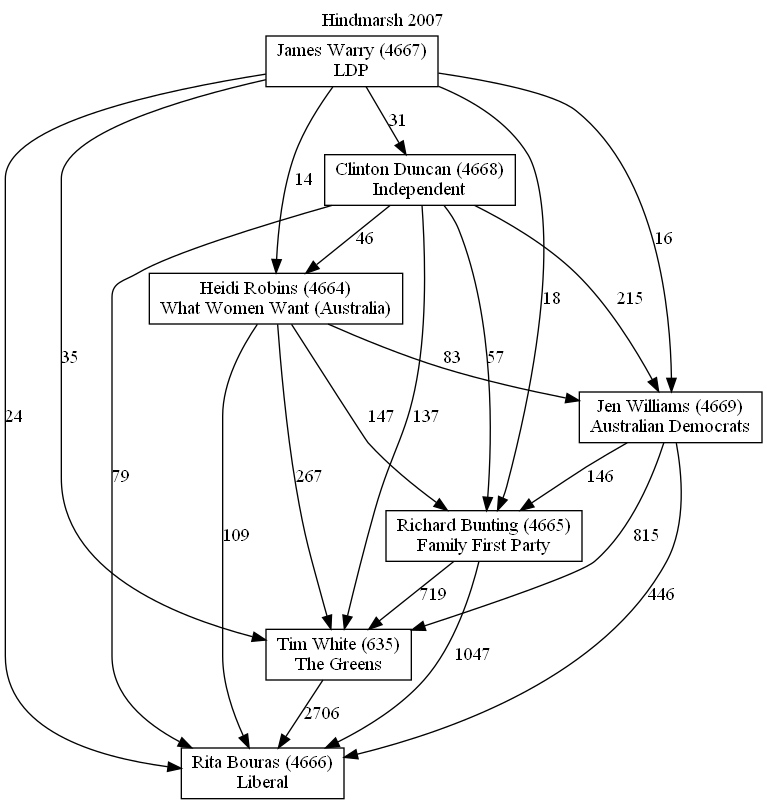 Hindmarsh 2007
James Warry (4667)
LDP
31
Clinton Duncan (4668)
Independent
14
46
16
Heidi Robins (4664)
What Women Want (Australia)
18
215
35
83
57
24
147
137
Jen Williams (4669)
Australian Democrats
79
267
146
109
Richard Bunting (4665)
Family First Party
815
719
446
Tim White (635)
The Greens
1047
2706
Rita Bouras (4666)
Liberal